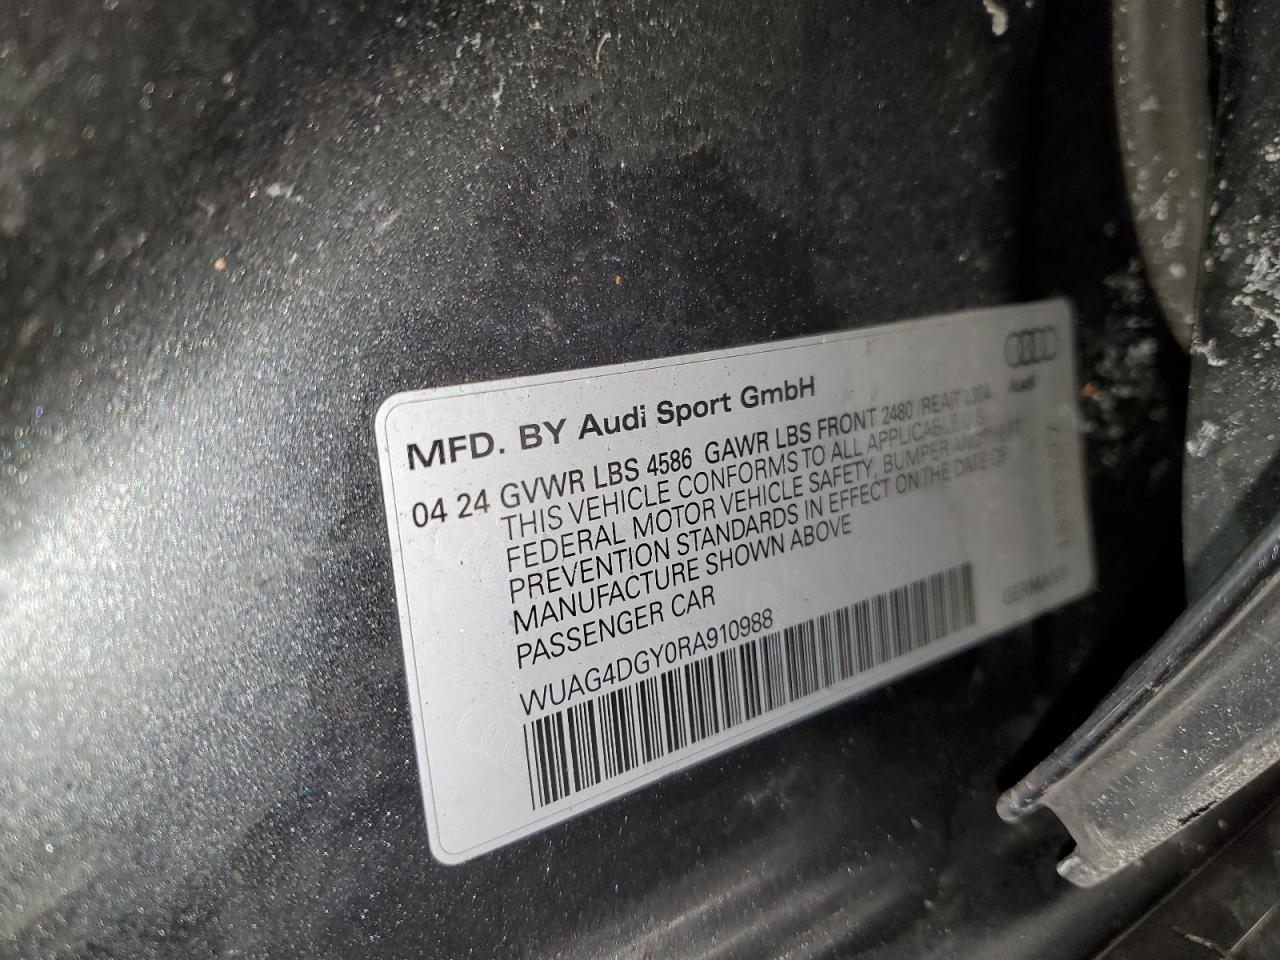 MFD. BY Audi Sport GmbH
04 24 GVWR LBS 4586 GAWR LBS FRONT 2480 /REAR
THIS VEHICLE CONFORMS TO ALL APPLICABLE U.S.
FEDERAL MOTOR VEHICLE SAFETY, BUMPER AND THEFT
PREVENTION STANDARDS IN EFFECT ON THE DATE OF
MANUFACTURE SHOWN ABOVE
PASSENGER CAR
WUAG4DGY0RA910988
Audi
GERMANY